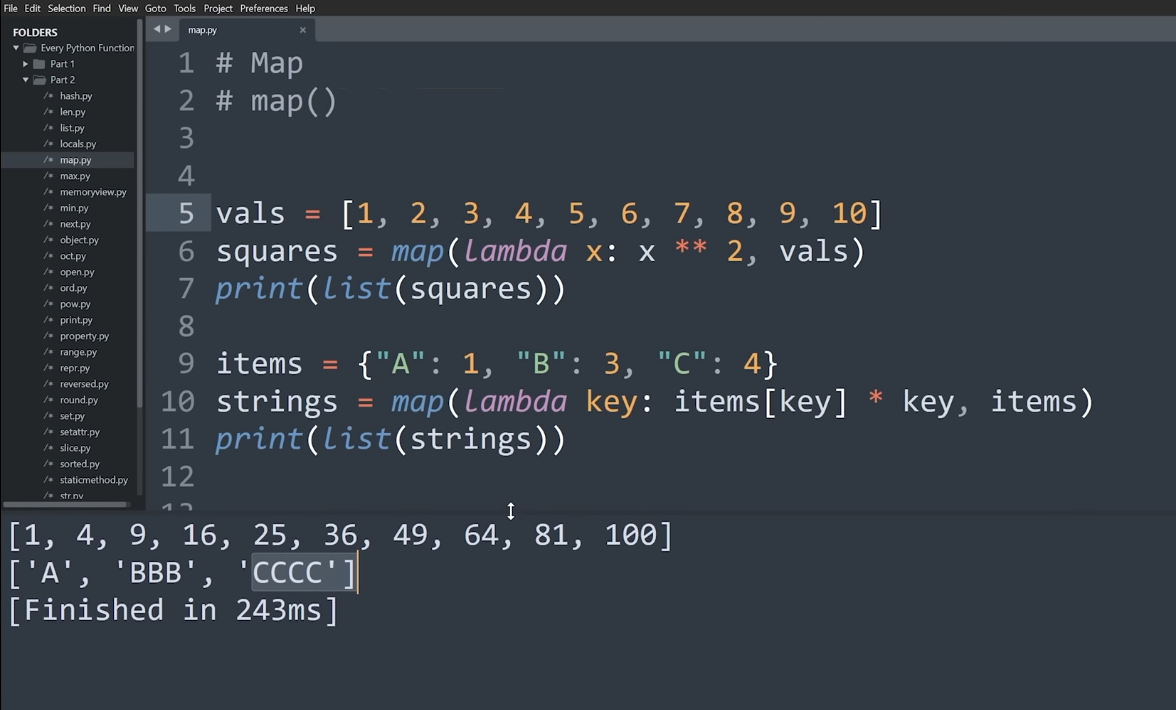 File Edit Selection Find View Goto Tools Project Preferences Help
FOLDERS
Every Python Function
Part 1
Part 2
/* hash.py
/* len.py
/* list.py
/* locals.py
/* map.py
/* max.py
/* memoryview.py
/* min.py
/* next.py
/* object.py
/* oct.py
/* open.py
/* ord.py
/* pow.py
/* print.py
/* property.py
/* range.py
/* repr.py
/* reversed.py
/* round.py
/* set.py
/* setattr.py
/* slice.py
/* sorted.py
/* staticmethod.py
/* str.py
map.py ×
1 # Map
2 # map()
3
4
5 vals = [1, 2, 3, 4, 5, 6, 7, 8, 9, 10]
6 squares = map(lambda x: x ** 2, vals)
7 print(list(squares))
8
9 items = {"A": 1, "B": 3, "C": 4}
10 strings = map(lambda key: items[key] * key, items)
11 print(list(strings))
12
13
[1, 4, 9, 16, 25, 36, 49, 64, 81, 100]
['A', 'BBB', 'CCCC']
[Finished in 243ms]